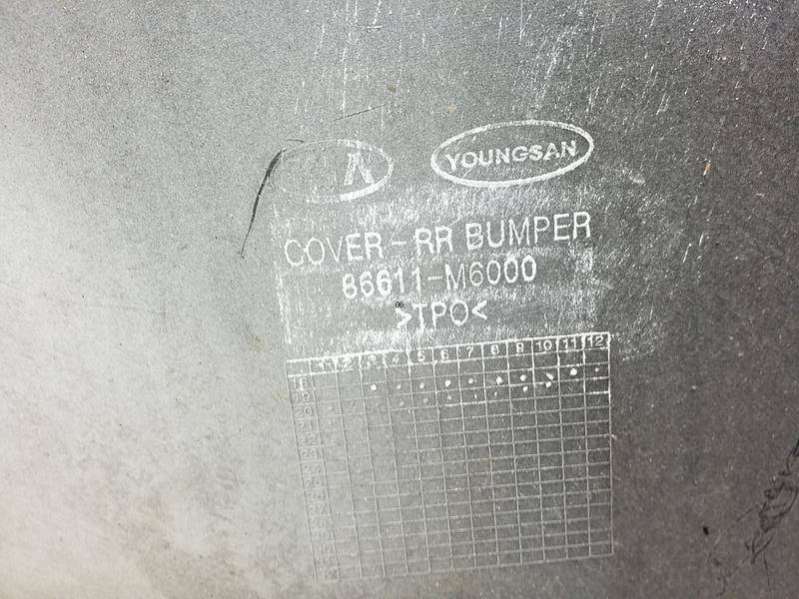 YOUNGSAN
COVER-RR BUMPER
86611-M6000
>TPO<
1 2 3 4 5 6 7 8 9 10 11 12
18